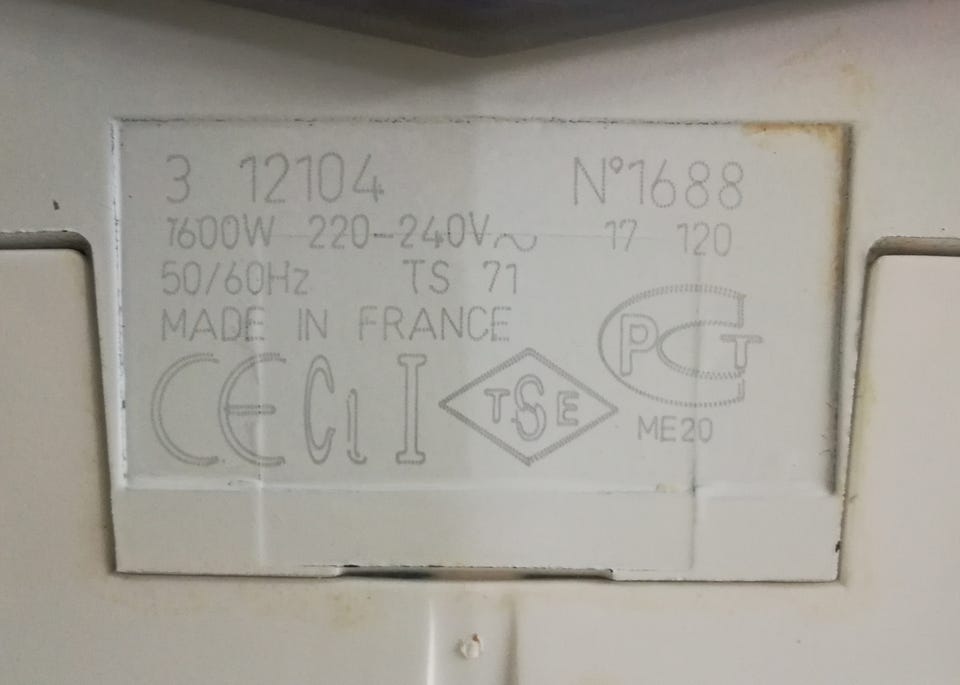 3 12104 N°1688
1600W 220-240V~ 17 120
50/60Hz TS 71
MADE IN FRANCE
PCT
CE Cl I TSE
ME20